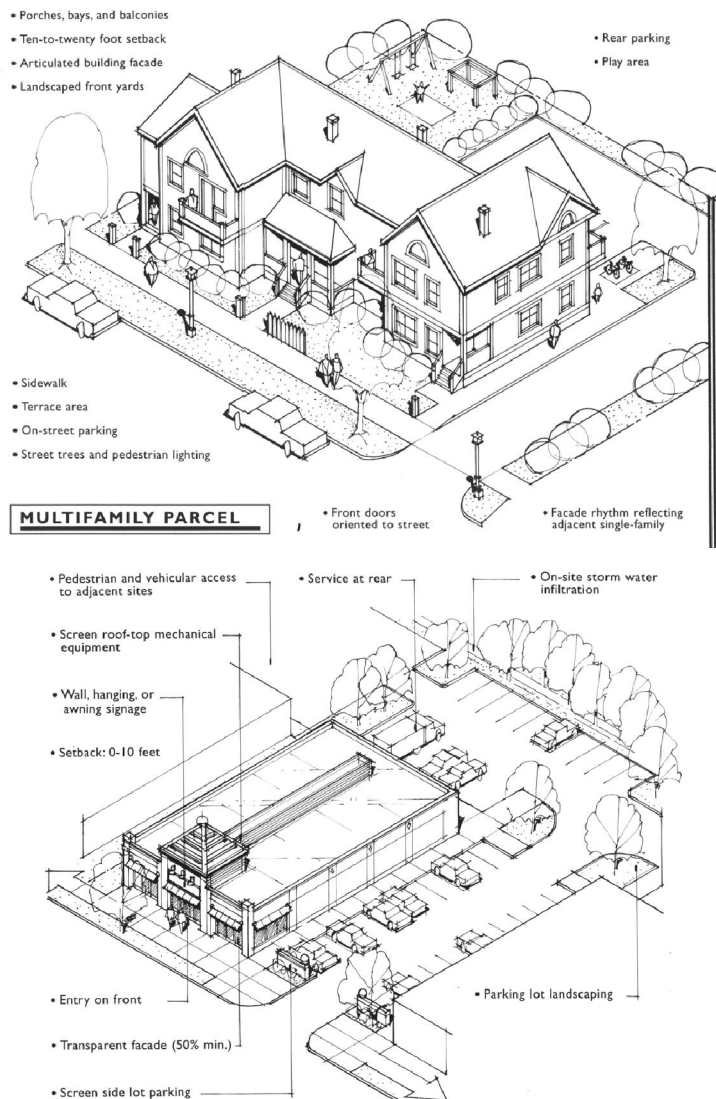 • Porches, bays, and balconies
• Ten-to-twenty foot setback
• Articulated building facade
• Landscaped front yards
• Rear parking
• Play area
• Sidewalk
• Terrace area
• On-street parking
• Street trees and pedestrian lighting
MULTIFAMILY PARCEL
• Front doors
oriented to street
• Facade rhythm reflecting
adjacent single-family
• Pedestrian and vehicular access
to adjacent sites
• Service at rear
• On-site storm water
infiltration
• Screen roof-top mechanical
equipment
• Wall, hanging, or
awning signage
• Setback: 0-10 feet
• Entry on front
• Parking lot landscaping
• Transparent facade (50% min.)
• Screen side lot parking